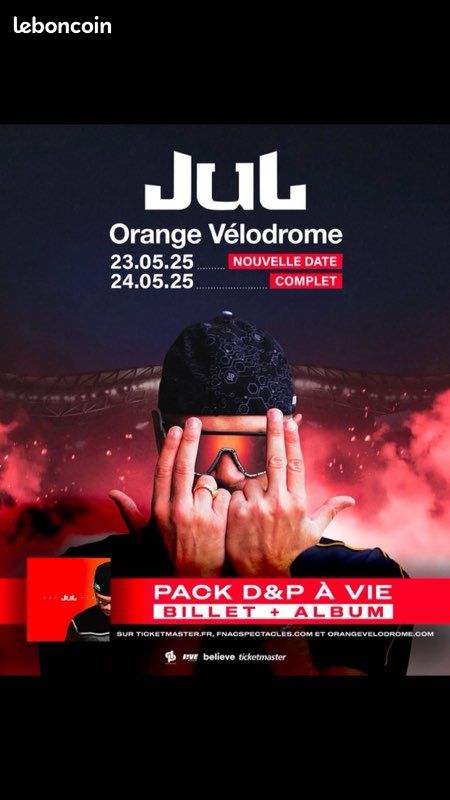 leboncoin
JuL
Orange Vélodrome
23.05.25 ........ NOUVELLE DATE
24.05.25 .................. COMPLET
JuL
PACK D&P À VIE
BILLET + ALBUM
SUR TICKETMASTER.FR, FNACSPECTACLES.COM ET ORANGEVELODROME.COM
believe ticketmaster